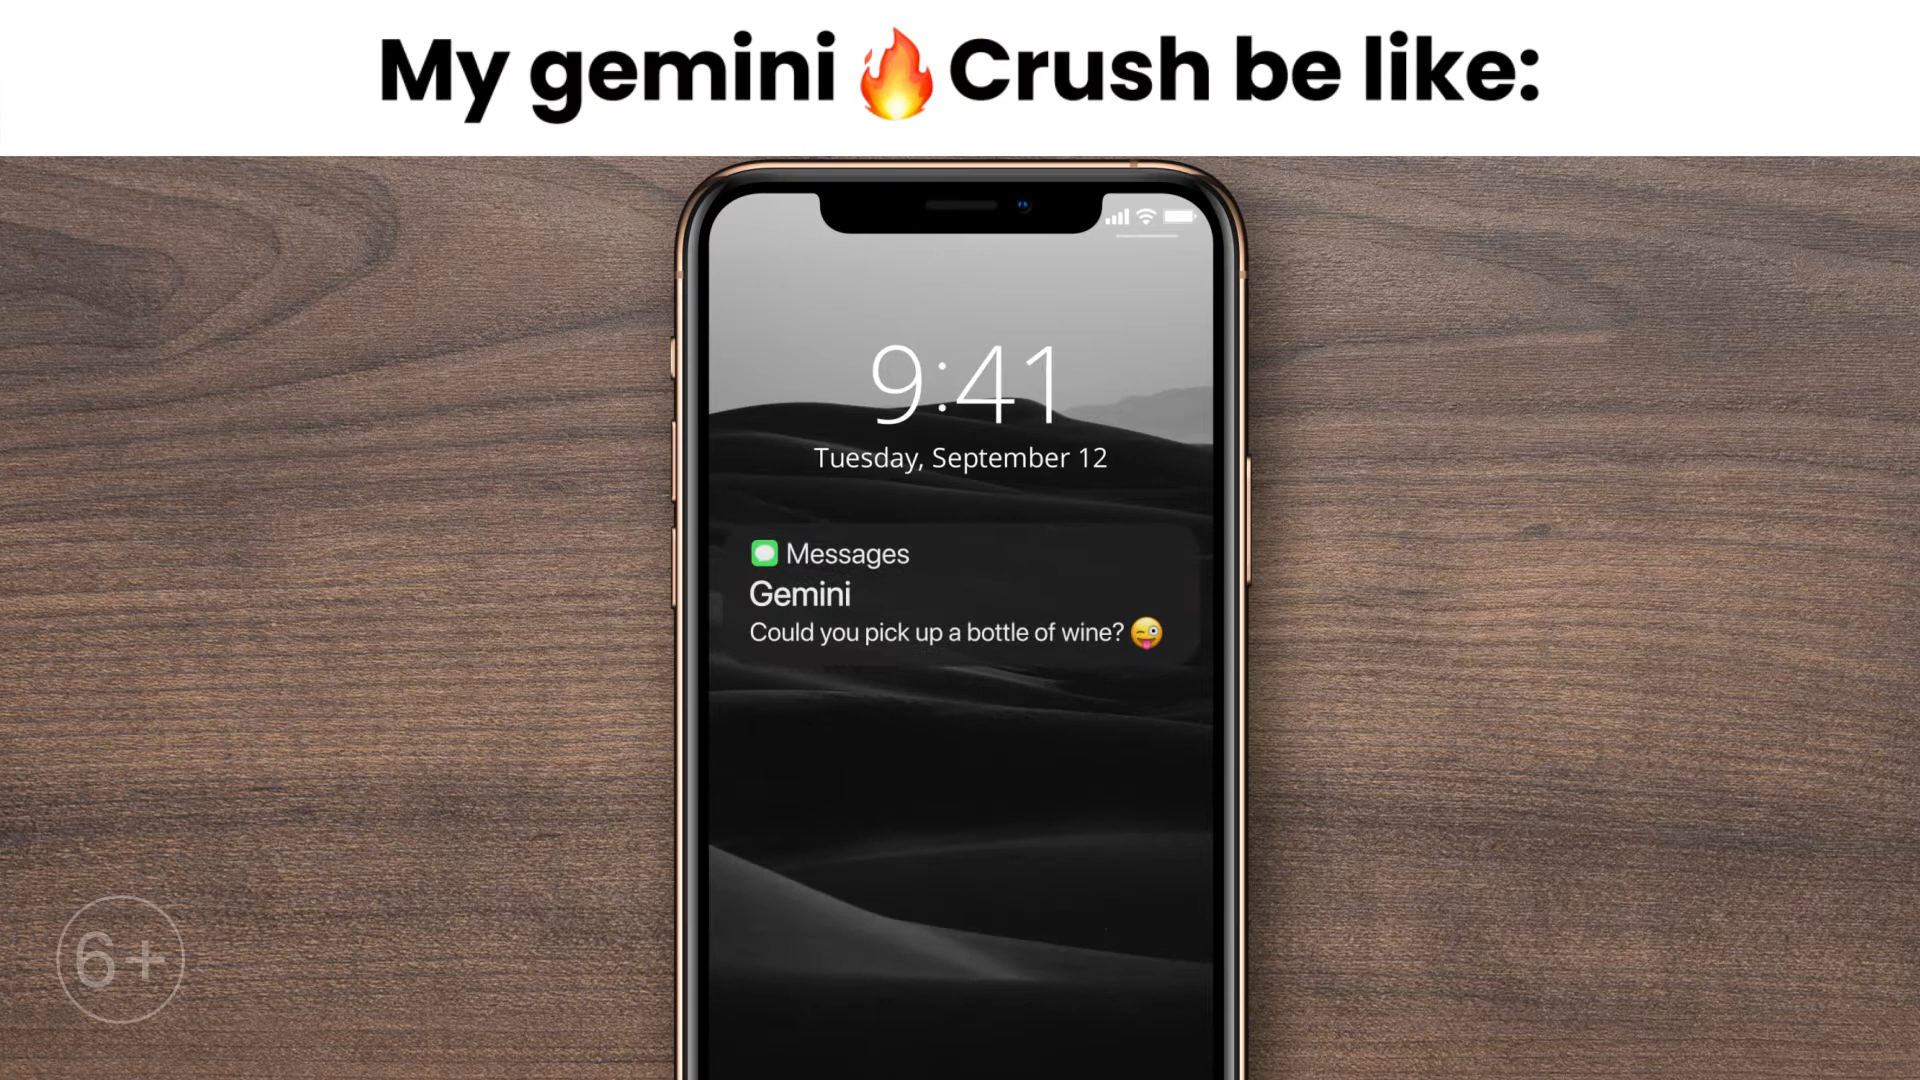 My gemini 🔥 Crush be like:
9:41
Tuesday, September 12
Messages
Gemini
Could you pick up a bottle of wine? 😜
6+